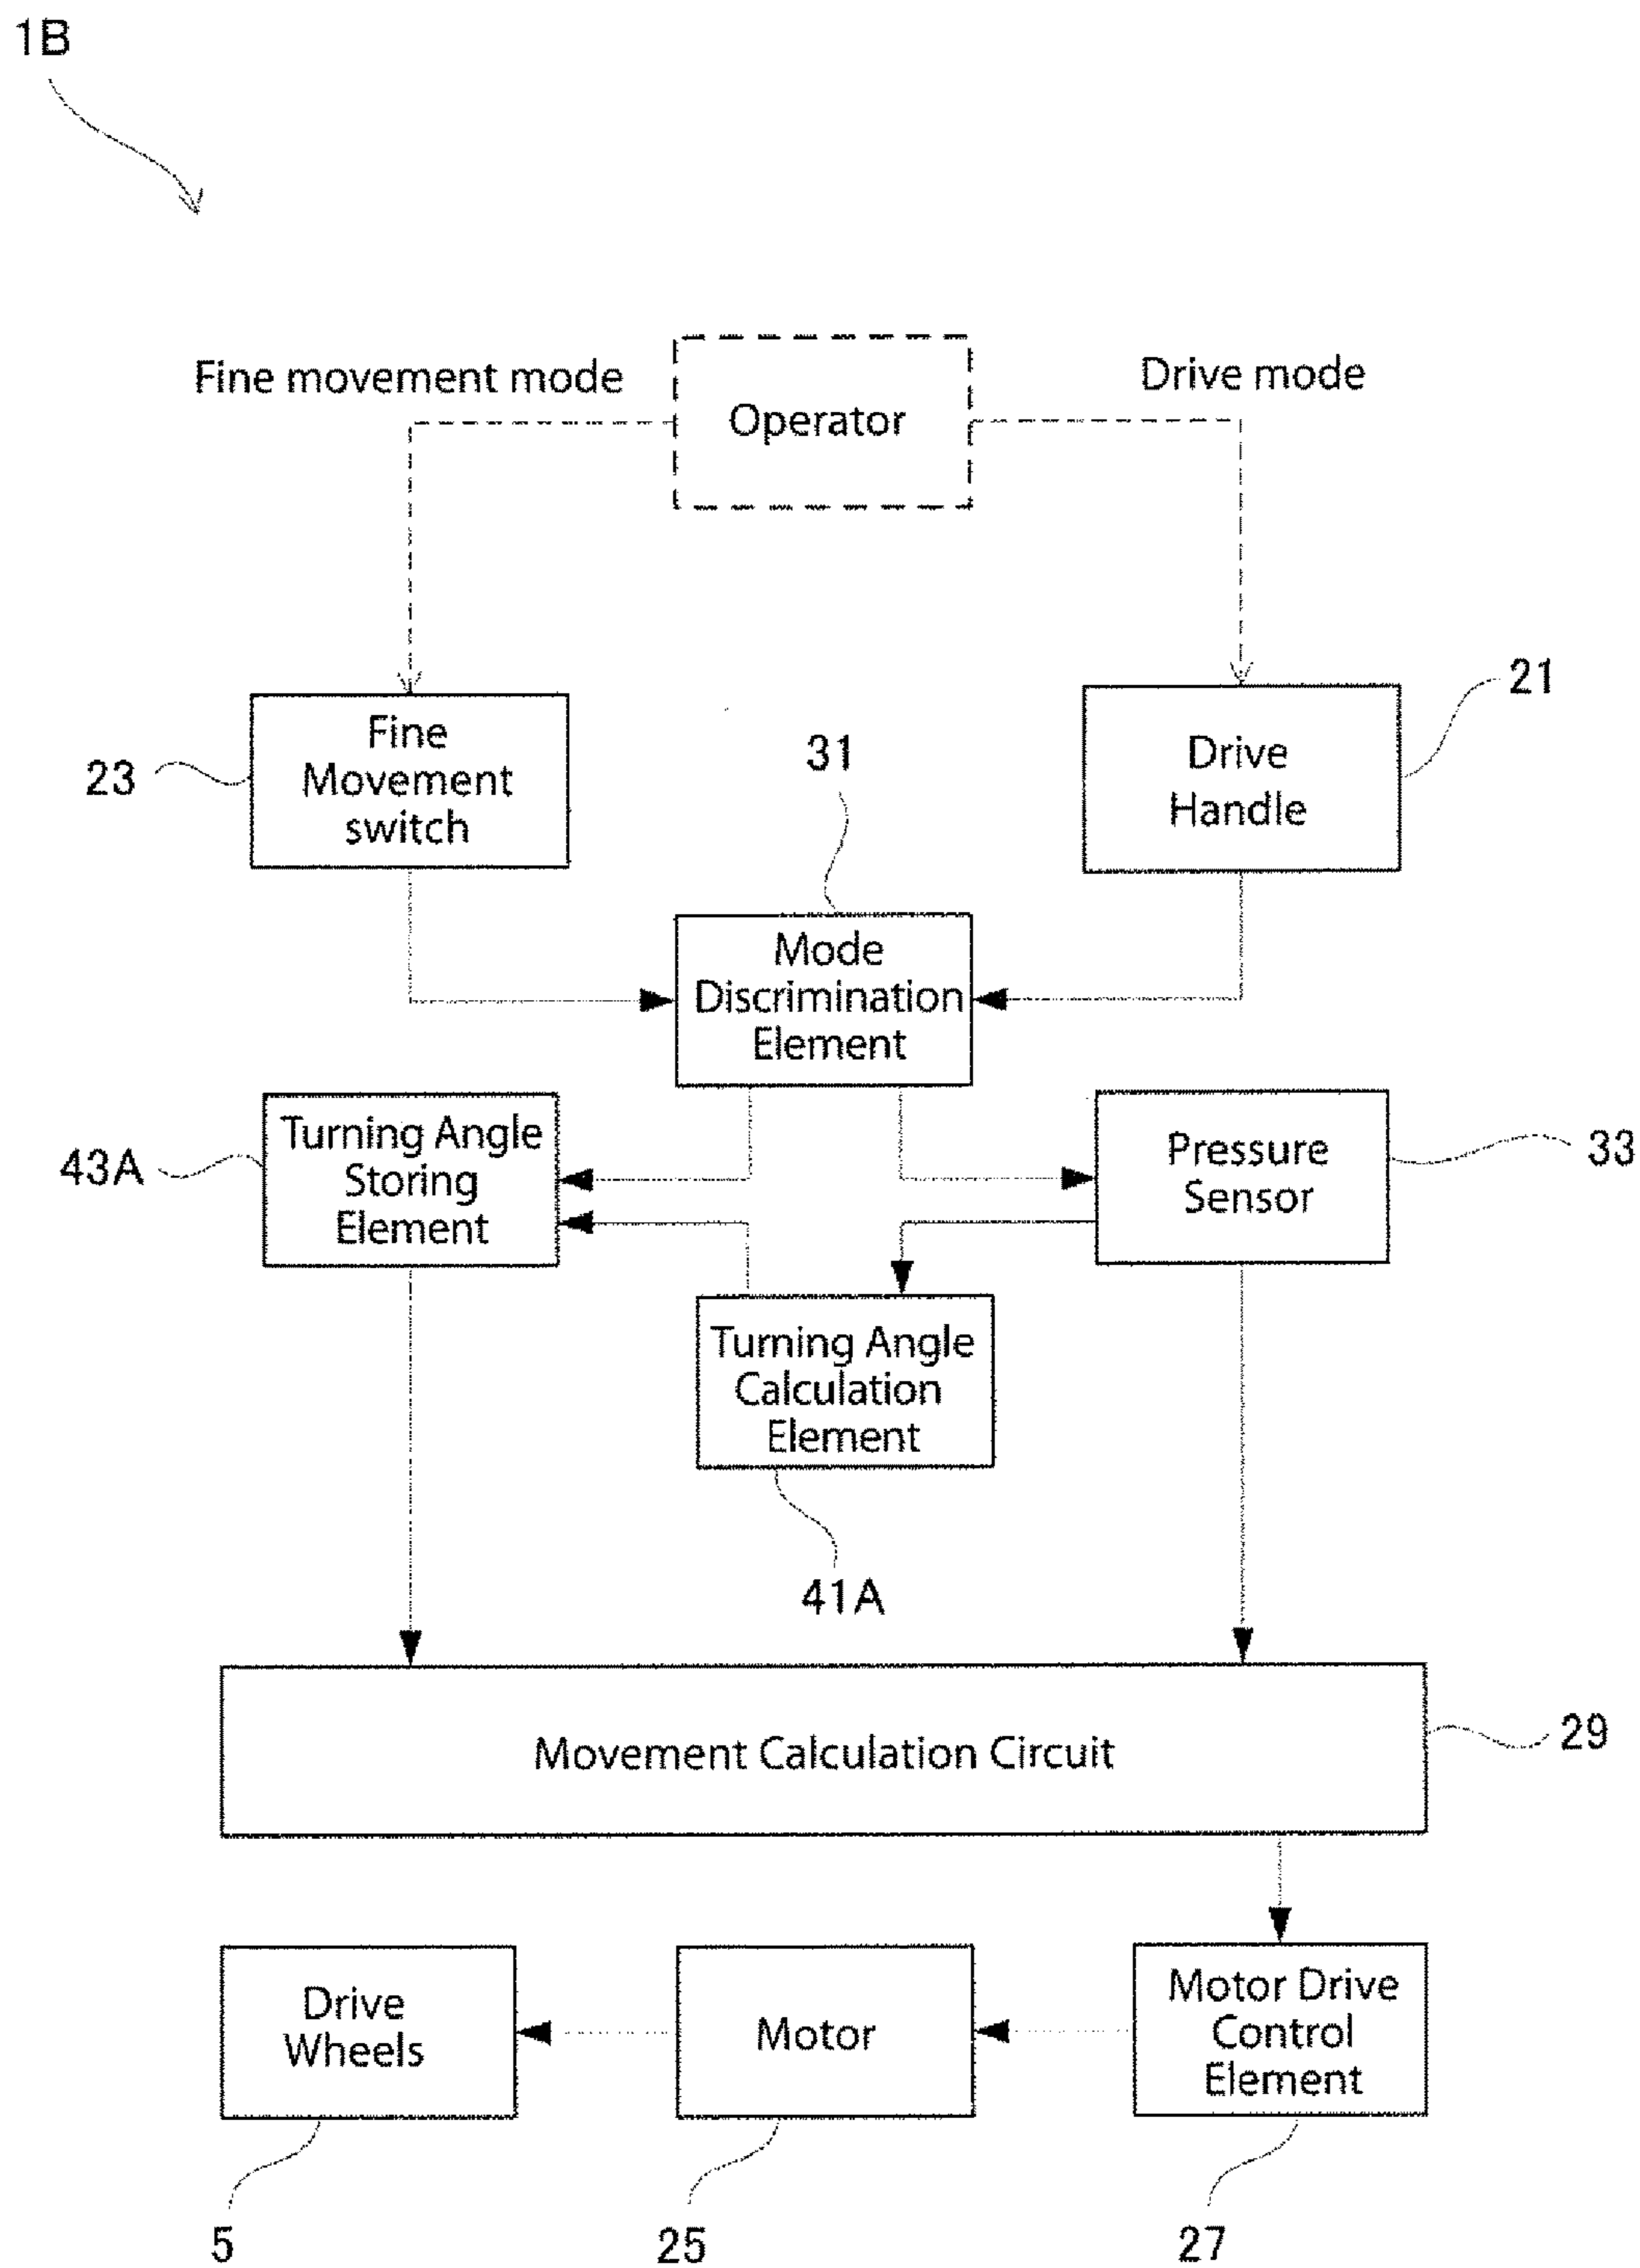 1B
Fine movement mode
Operator
Drive mode
21
Fine
Movement
switch
23
31
Drive
Handle
Mode
Discrimination
Element
Turning Angle
Storing
Element
43A
Pressure
Sensor
33
Turning Angle
Calculation
Element
41A
Movement Calculation Circuit
29
Drive
Wheels
Motor
Motor Drive
Control
Element
5
25
27